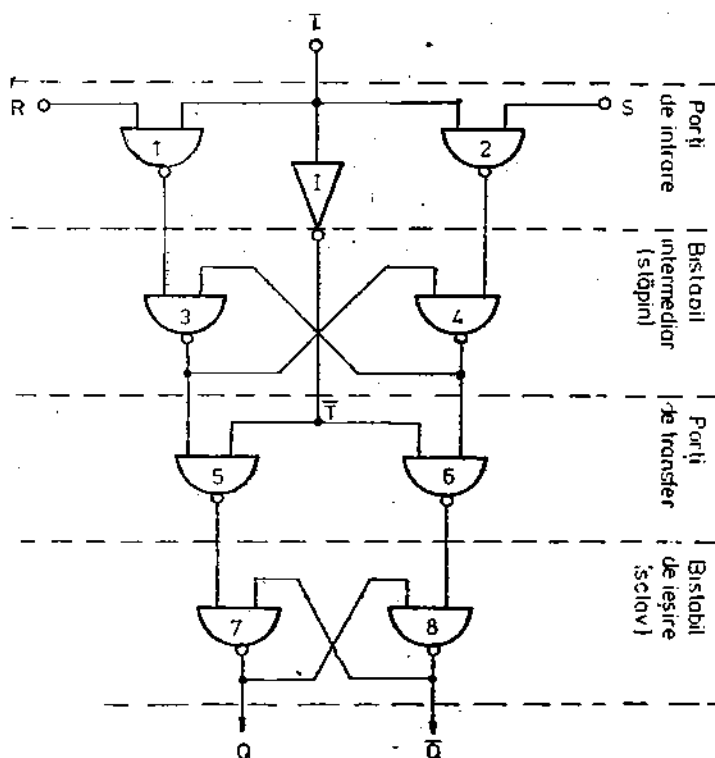 T̅
R
S
1
2
I
Porți
de intrare
3
4
Bistabil
intermediar
(stăpin)
T̅
5
6
Porți
de transfer
7
8
Bistabil
de ieșire
(sclav)
Q
Q̅